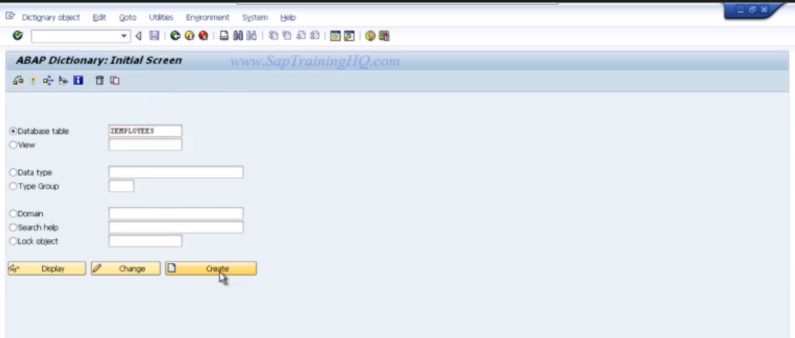 Dictionary object Edit Goto Utilities Environment System Help
ABAP Dictionary: Initial Screen
www.SapTrainingHQ.com
Database table ZEMPLOYEES
View
Data type
Type Group
Domain
Search help
Lock object
Display Change Create